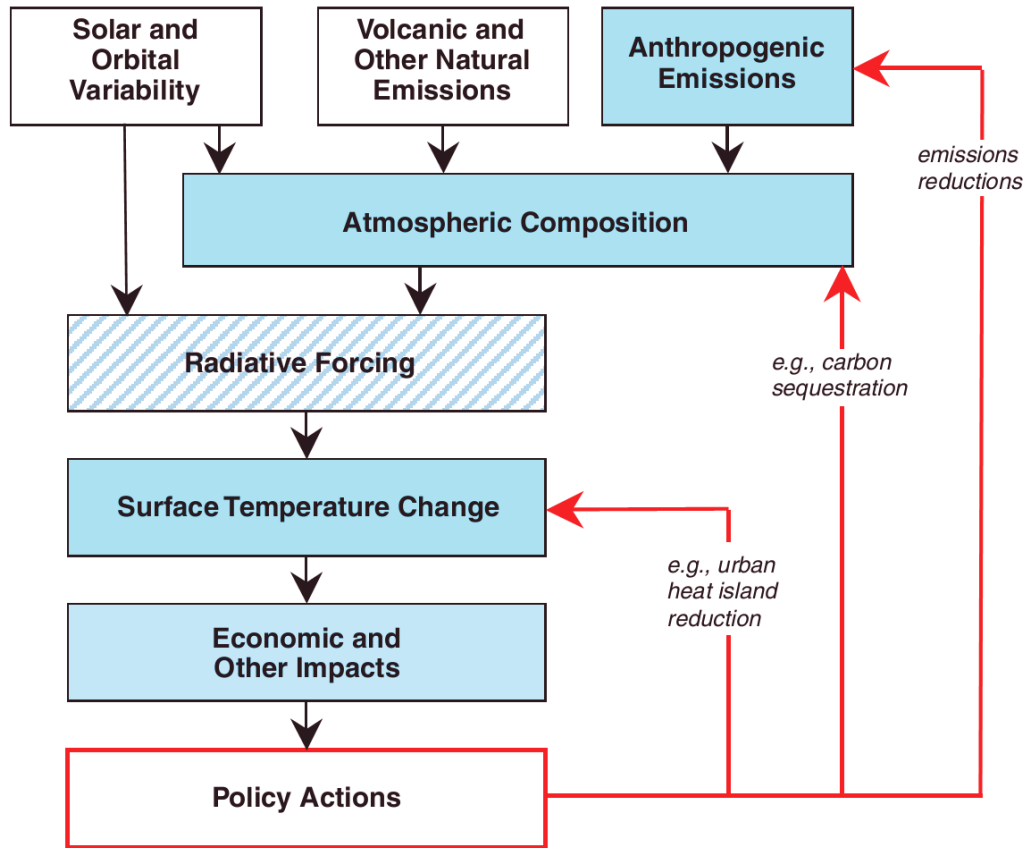 Solar and
Orbital
Variability
Volcanic and
Other Natural
Emissions
Anthropogenic
Emissions
emissions
reductions
Atmospheric Composition
Radiative Forcing
e.g., carbon
sequestration
Surface Temperature Change
e.g., urban
heat island
reduction
Economic and
Other Impacts
Policy Actions